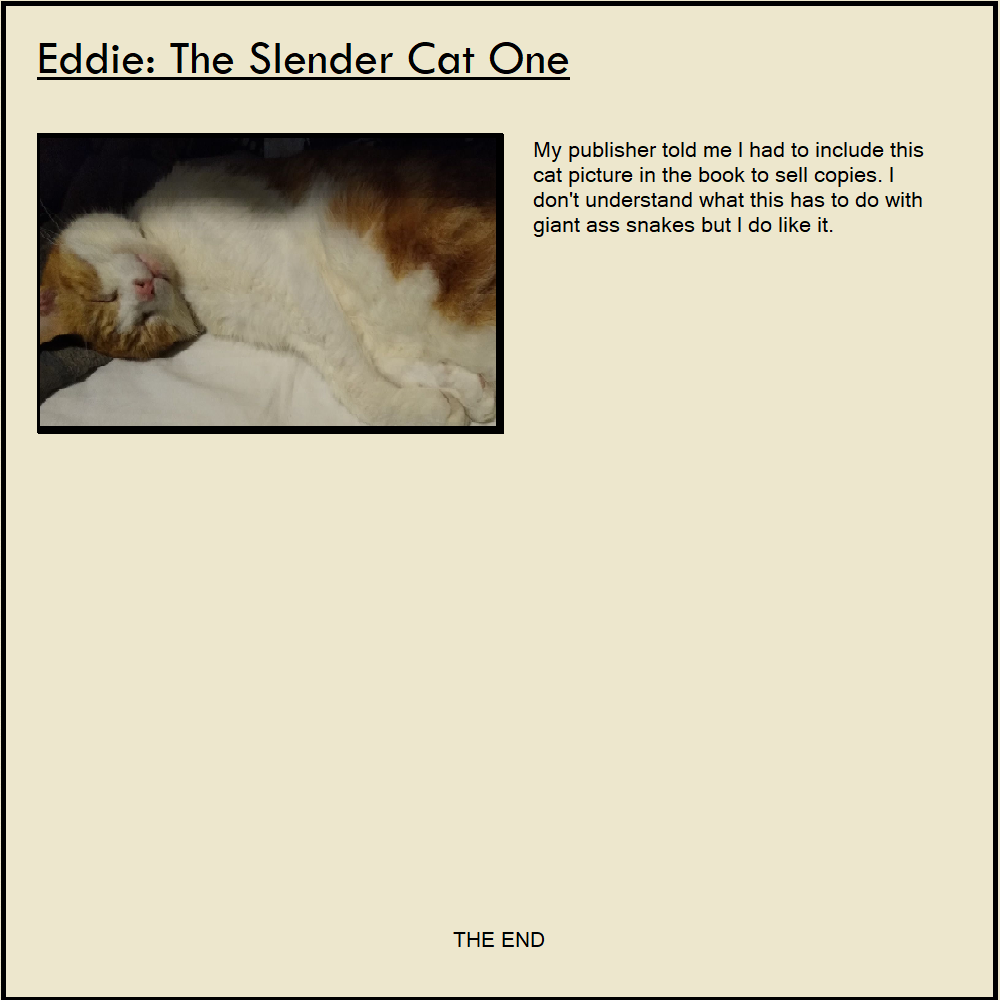 Eddie: The Slender Cat One
My publisher told me I had to include this
cat picture in the book to sell copies. I
don't understand what this has to do with
giant ass snakes but I do like it.
THE END